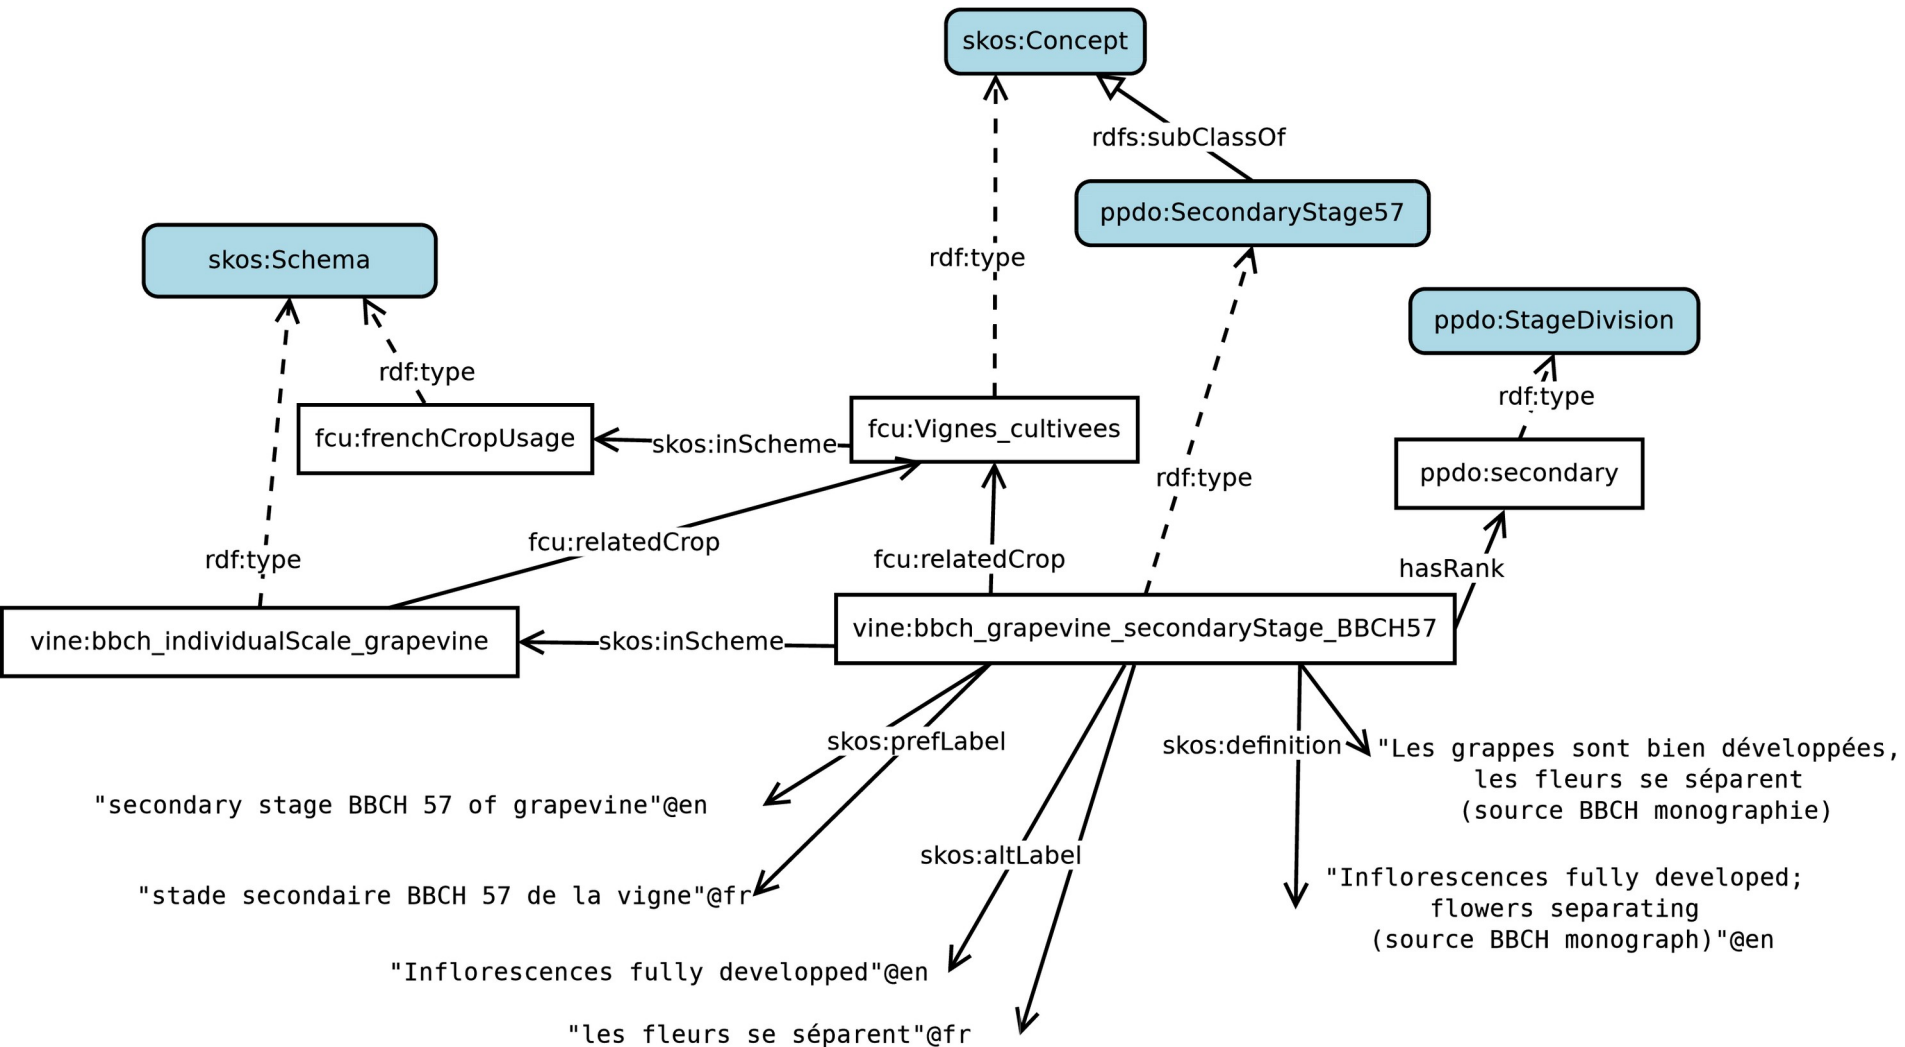 skos:Concept
rdfs:subClassOf
ppdo:SecondaryStage57
skos:Schema
rdf:type
ppdo:StageDivision
rdf:type
rdf:type
fcu:frenchCropUsage
skos:inScheme
fcu:Vignes_cultivees
rdf:type
ppdo:secondary
fcu:relatedCrop
rdf:type
fcu:relatedCrop
hasRank
vine:bbch_individualScale_grapevine
skos:inScheme
vine:bbch_grapevine_secondaryStage_BBCH57
skos:prefLabel
skos:definition
"Les grappes sont bien développées,
les fleurs se séparent
(source BBCH monographie)
"secondary stage BBCH 57 of grapevine"@en
skos:altLabel
"stade secondaire BBCH 57 de la vigne"@fr
"Inflorescences fully developed;
flowers separating
(source BBCH monograph)"@en
"Inflorescences fully developped"@en
"les fleurs se séparent"@fr